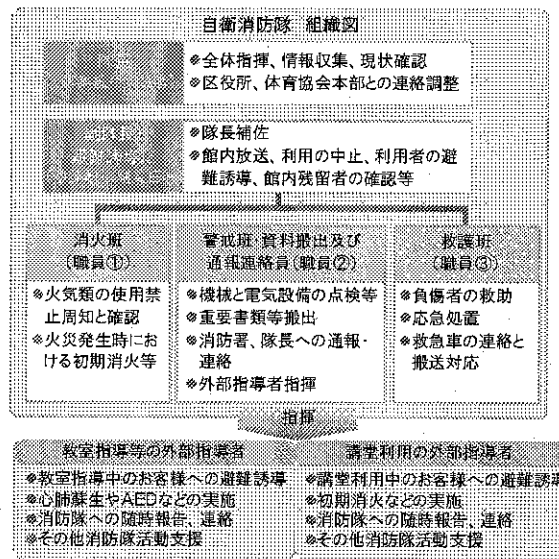 自衛消防隊 組織図
※全体指揮、情報収集、現状確認
※区役所、体育協会本部との連絡調整
※隊長補佐
※館内放送、利用の中止、利用者の避
難誘導、館内残留者の確認等
消火班
(職員①)
※火気類の使用禁
止周知と確認
※火災発生時にお
ける初期消火等
警戒班・資料搬出及び
通報連絡員(職員②)
※機械と電気設備の点検等
※重要書類等搬出
※消防署、隊長への通報・
連絡
※外部指導者指揮
救護班
(職員③)
※負傷者の救助
※応急処置
※救急車の連絡と
搬送対応
指揮
教室指導等の外部指導者
※教室指導中のお客様への避難誘導
※心肺蘇生やAEDなどの実施
※消防隊への随時報告、連絡
※その他消防隊活動支援
講堂利用の外部指導者
※講堂利用中のお客様への避難誘導
※初期消火などの実施
※消防隊への随時報告、連絡
※その他消防隊活動支援